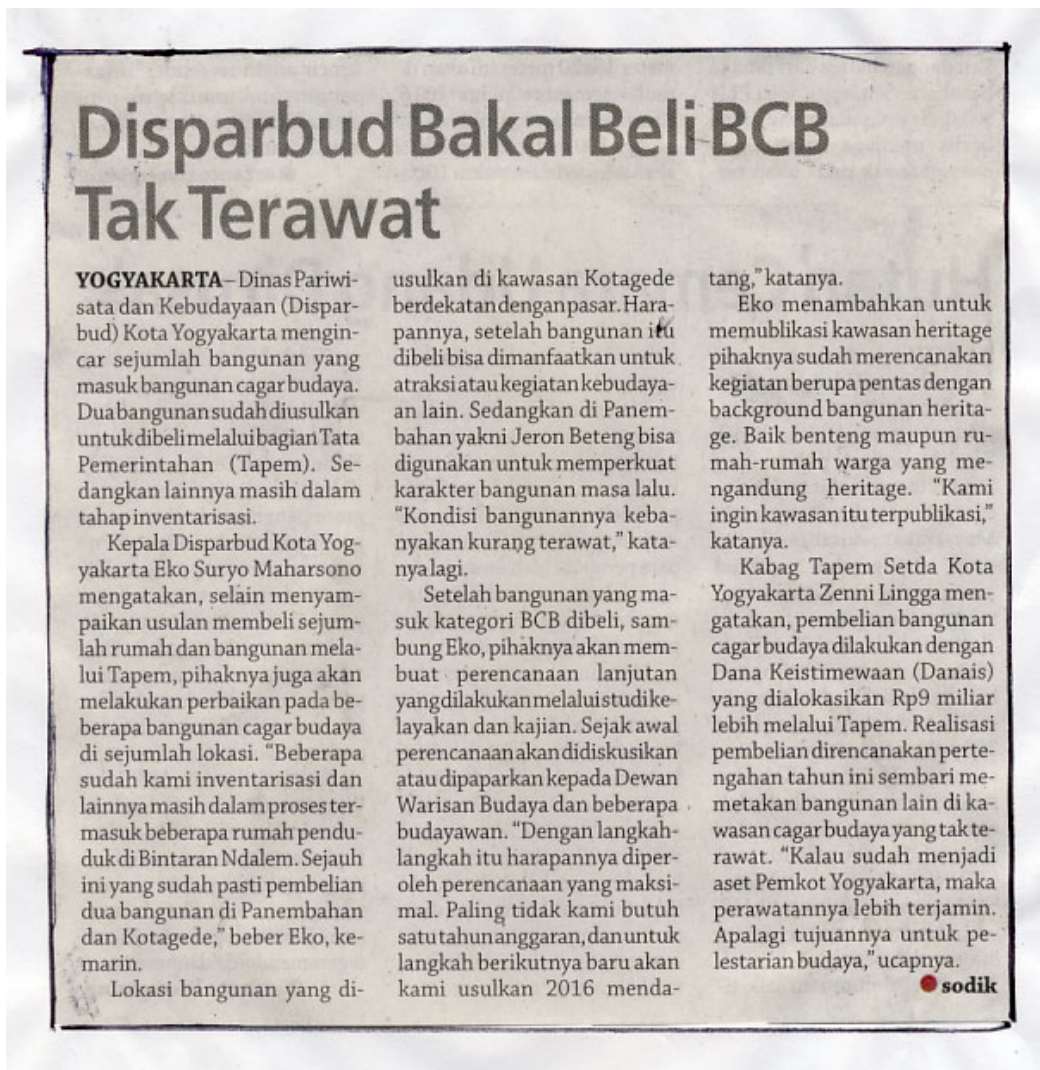 Disparbud Bakal Beli BCB
Tak Terawat
YOGYAKARTA – Dinas Pariwi-
sata dan Kebudayaan (Dispar-
bud) Kota Yogyakarta mengin-
car sejumlah bangunan yang
masuk bangunan cagar budaya.
Dua bangunan sudah diusulkan
untuk dibeli melalui bagian Tata
Pemerintahan (Tapem). Se-
dangkan lainnya masih dalam
tahap inventarisasi.
Kepala Disparbud Kota Yog-
yakarta Eko Suryo Maharsono
mengatakan, selain menyam-
paikan usulan membeli sejum-
lah rumah dan bangunan mela-
lui Tapem, pihaknya juga akan
melakukan perbaikan pada be-
berapa bangunan cagar budaya
di sejumlah lokasi. “Beberapa
sudah kami inventarisasi dan
lainnya masih dalam proses ter-
masuk beberapa rumah pendu-
duk di Bintaran Ndalem. Sejauh
ini yang sudah pasti pembelian
dua bangunan di Panembahan
dan Kotagede,” beber Eko, ke-
marin.
Lokasi bangunan yang di-
usulkan di kawasan Kotagede
berdekatan dengan pasar. Hara-
pannya, setelah bangunan itu
dibeli bisa dimanfaatkan untuk
atraksi atau kegiatan kebudaya-
an lain. Sedangkan di Panem-
bahan yakni Jeron Beteng bisa
digunakan untuk memperkuat
karakter bangunan masa lalu.
“Kondisi bangunannya keba-
nyakan kurang terawat,” kata-
nya lagi.
Setelah bangunan yang ma-
suk kategori BCB dibeli, sam-
bung Eko, pihaknya akan mem-
buat perencanaan lanjutan
yang dilakukan melalui studi ke-
layakan dan kajian. Sejak awal
perencanaan akan didiskusikan
atau dipaparkan kepada Dewan
Warisan Budaya dan beberapa
budayawan. “Dengan langkah-
langkah itu harapannya diper-
oleh perencanaan yang maksi-
mal. Paling tidak kami butuh
satu tahun anggaran, dan untuk
langkah berikutnya baru akan
kami usulkan 2016 menda-
tang,” katanya.
Eko menambahkan untuk
memublikasi kawasan heritage
pihaknya sudah merencanakan
kegiatan berupa pentas dengan
background bangunan herita-
ge. Baik benteng maupun ru-
mah-rumah warga yang me-
ngandung heritage. “Kami
ingin kawasan itu terpublikasi,”
katanya.
Kabag Tapem Setda Kota
Yogyakarta Zenni Lingga men-
gatakan, pembelian bangunan
cagar budaya dilakukan dengan
Dana Keistimewaan (Danais)
yang dialokasikan Rp9 miliar
lebih melalui Tapem. Realisasi
pembelian direncanakan perte-
ngahan tahun ini sembari me-
metakan bangunan lain di ka-
wasan cagar budaya yang tak te-
rawat. “Kalau sudah menjadi
aset Pemkot Yogyakarta, maka
perawatannya lebih terjamin.
Apalagi tujuannya untuk pe-
lestarian budaya,” ucapnya.
● sodik